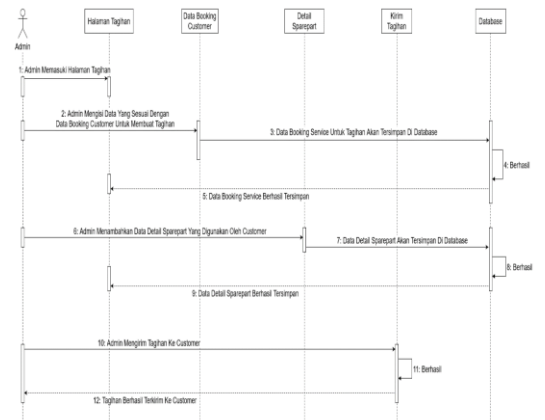 Admin
Halaman Tagihan
Data Booking
Customer
Detail
Sparepart
Kirim
Tagihan
Database
1: Admin Memasuki Halaman Tagihan
2: Admin Mengisi Data Yang Sesuai Dengan
Data Booking Customer Untuk Membuat Tagihan
3: Data Booking Service Untuk Tagihan Akan Tersimpan Di Database
4: Berhasil
5: Data Booking Service Berhasil Tersimpan
6: Admin Menambahkan Data Detail Sparepart Yang Digunakan Oleh Customer
7: Data Detail Sparepart Akan Tersimpan Di Database
8: Berhasil
9: Data Detail Sparepart Berhasil Tersimpan
10: Admin Mengirim Tagihan Ke Customer
11: Berhasil
12: Tagihan Berhasil Terkirim Ke Customer